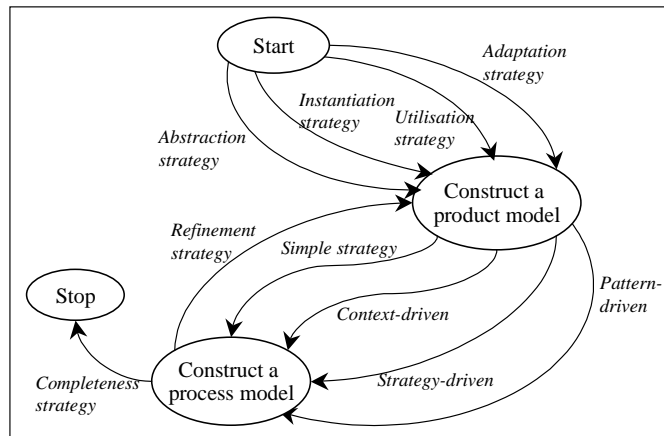 Start
Adaptation
strategy
Instantiation
strategy
Utilisation
strategy
Abstraction
strategy
Construct a
product model
Refinement
strategy
Simple strategy
Stop
Context-driven
Pattern-
driven
Construct a
process model
Completeness
strategy
Strategy-driven